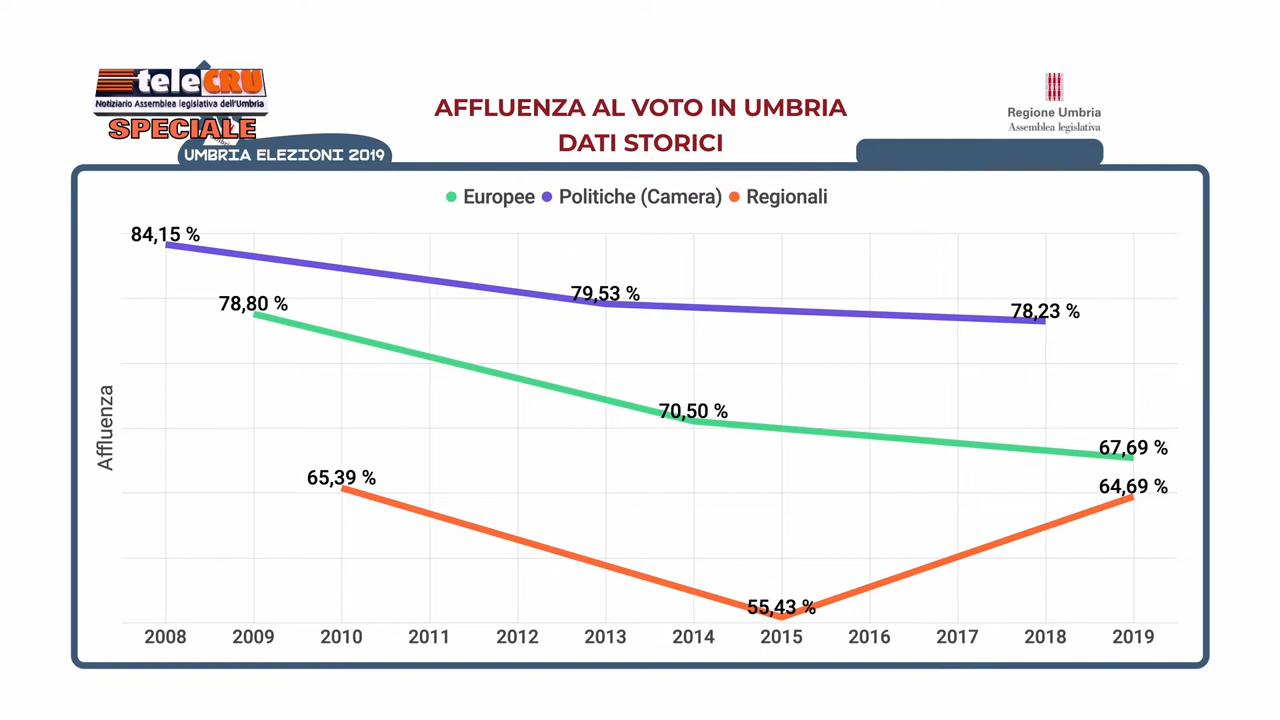 teleCRU
Notiziario Assemblea legislativa dell'Umbria
SPECIALE
UMBRIA ELEZIONI 2019
AFFLUENZA AL VOTO IN UMBRIA
DATI STORICI
Regione Umbria
Assemblea legislativa
Europee Politiche (Camera) Regionali
84,15 %
78,80 %
79,53 %
78,23 %
70,50 %
67,69 %
65,39 %
64,69 %
55,43 %
Affluenza
2008 2009 2010 2011 2012 2013 2014 2015 2016 2017 2018 2019